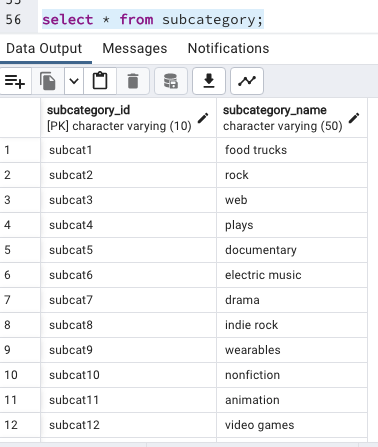 55
56 select * from subcategory;
Data Output Messages Notifications
subcategory_id subcategory_name
[PK] character varying (10) character varying (50)
1 subcat1 food trucks
2 subcat2 rock
3 subcat3 web
4 subcat4 plays
5 subcat5 documentary
6 subcat6 electric music
7 subcat7 drama
8 subcat8 indie rock
9 subcat9 wearables
10 subcat10 nonfiction
11 subcat11 animation
12 subcat12 video games